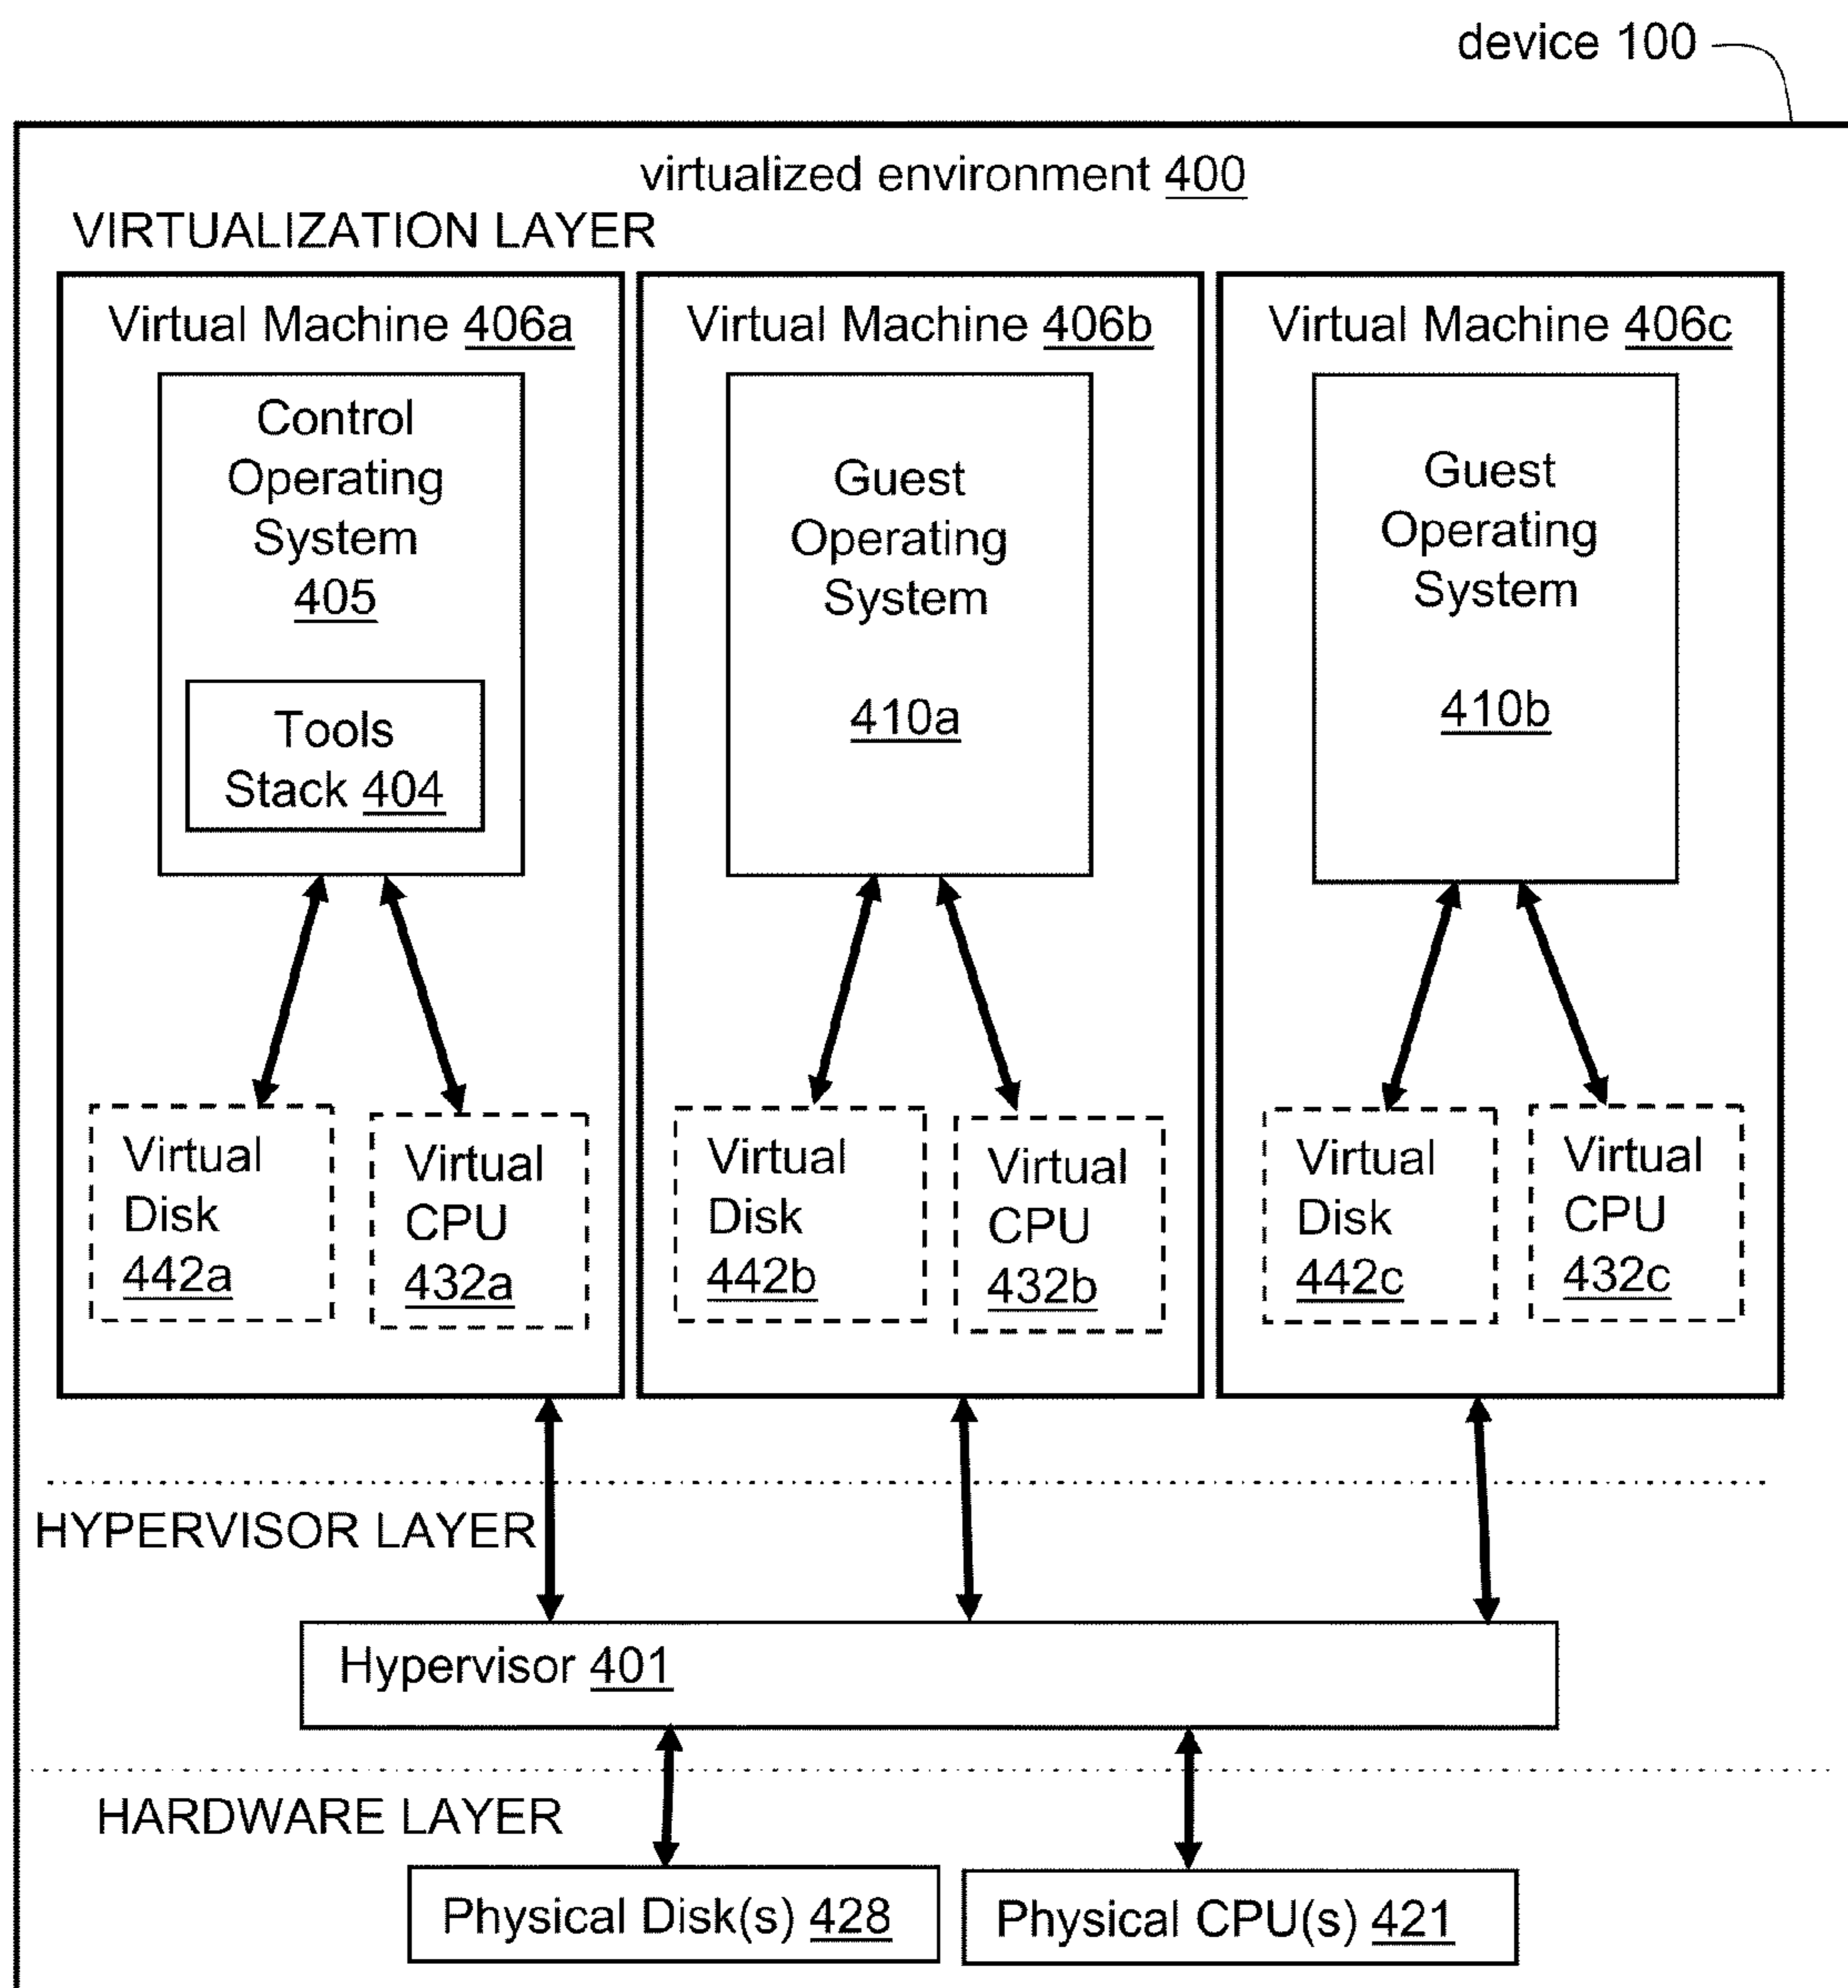 device 100
virtualized environment 400
VIRTUALIZATION LAYER
Virtual Machine 406a
Control
Operating
System
405
Tools
Stack 404
Virtual
Disk
442a
Virtual
CPU
432a
Virtual Machine 406b
Guest
Operating
System
410a
Virtual
Disk
442b
Virtual
CPU
432b
Virtual Machine 406c
Guest
Operating
System
410b
Virtual
Disk
442c
Virtual
CPU
432c
HYPERVISOR LAYER
Hypervisor 401
HARDWARE LAYER
Physical Disk(s) 428
Physical CPU(s) 421